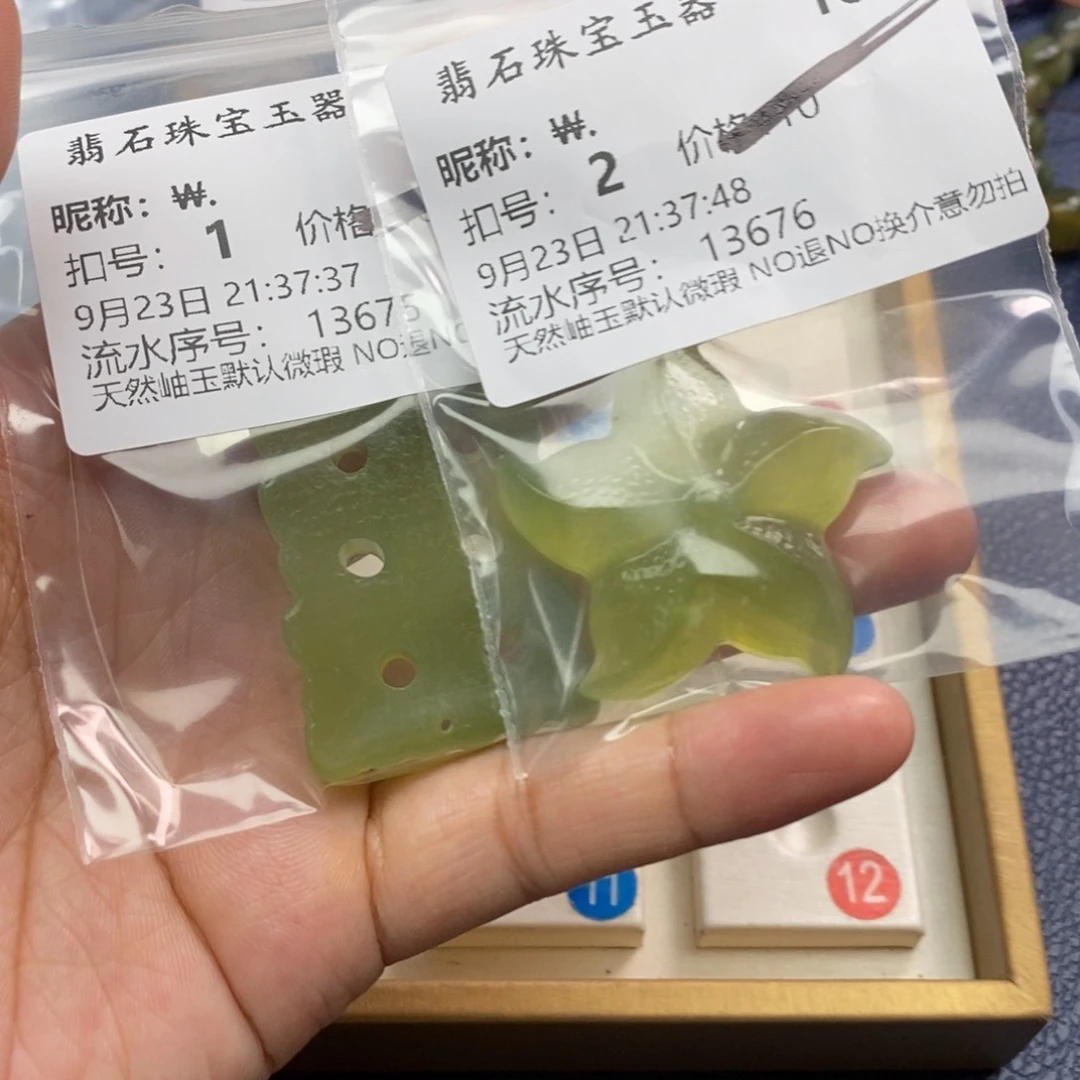 翡石珠宝玉器
昵称：₩.
扣号：1 价格
9月23日 21:37:37
流水序号：13675
天然岫玉默认微瑕 NO退NO
翡石珠宝玉器
昵称：₩.
扣号：2 价格
9月23日 21:37:48
流水序号：13676
天然岫玉默认微瑕 NO退NO换介意勿拍
11
12